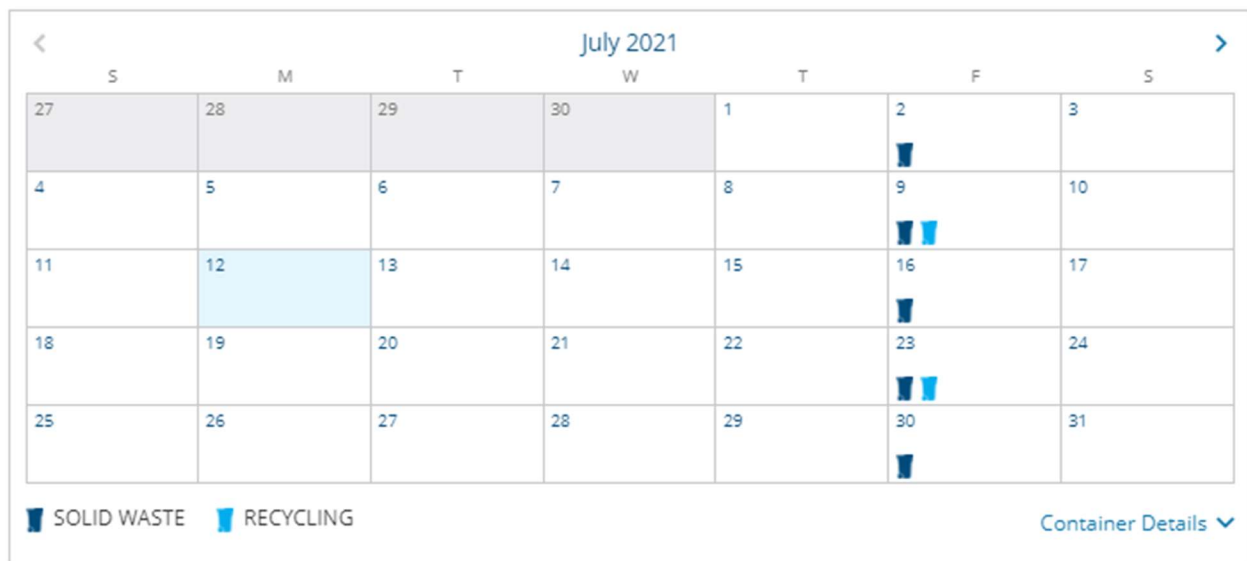 July 2021
S M T W T F S
27 28 29 30 1 2 3
4 5 6 7 8 9 10
11 12 13 14 15 16 17
18 19 20 21 22 23 24
25 26 27 28 29 30 31
SOLID WASTE RECYCLING
Container Details